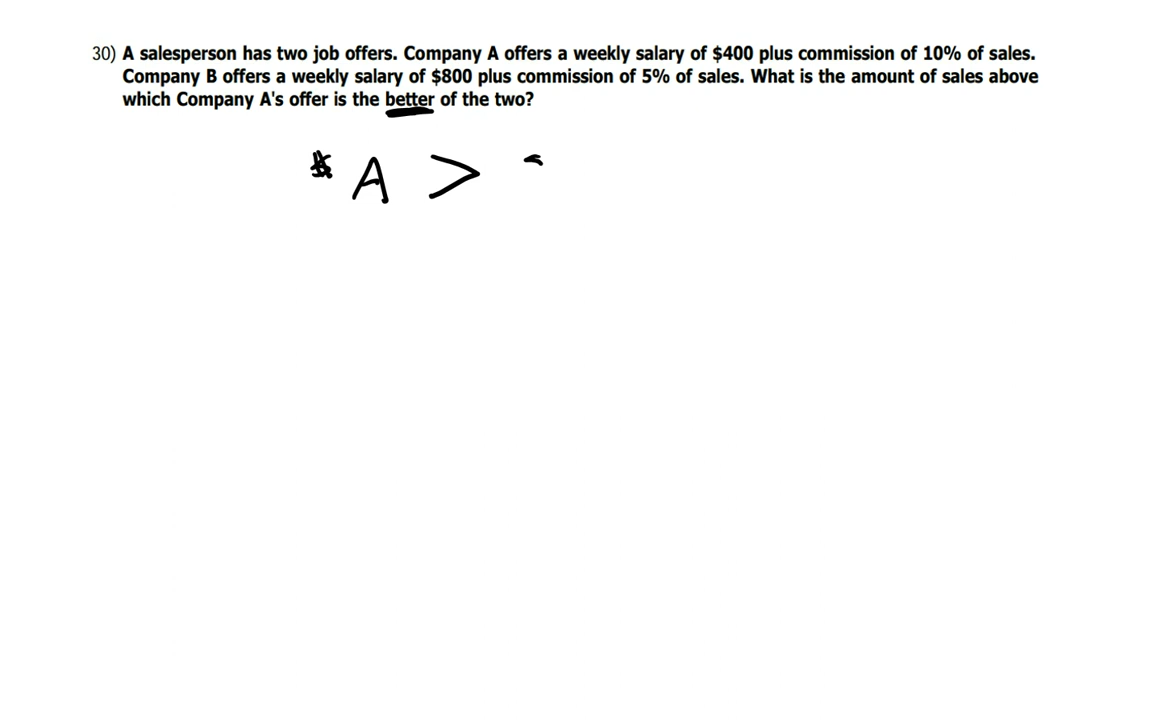 30) A salesperson has two job offers. Company A offers a weekly salary of $400 plus commission of 10% of sales.
Company B offers a weekly salary of $800 plus commission of 5% of sales. What is the amount of sales above
which Company A's offer is the better of the two?
$ A >